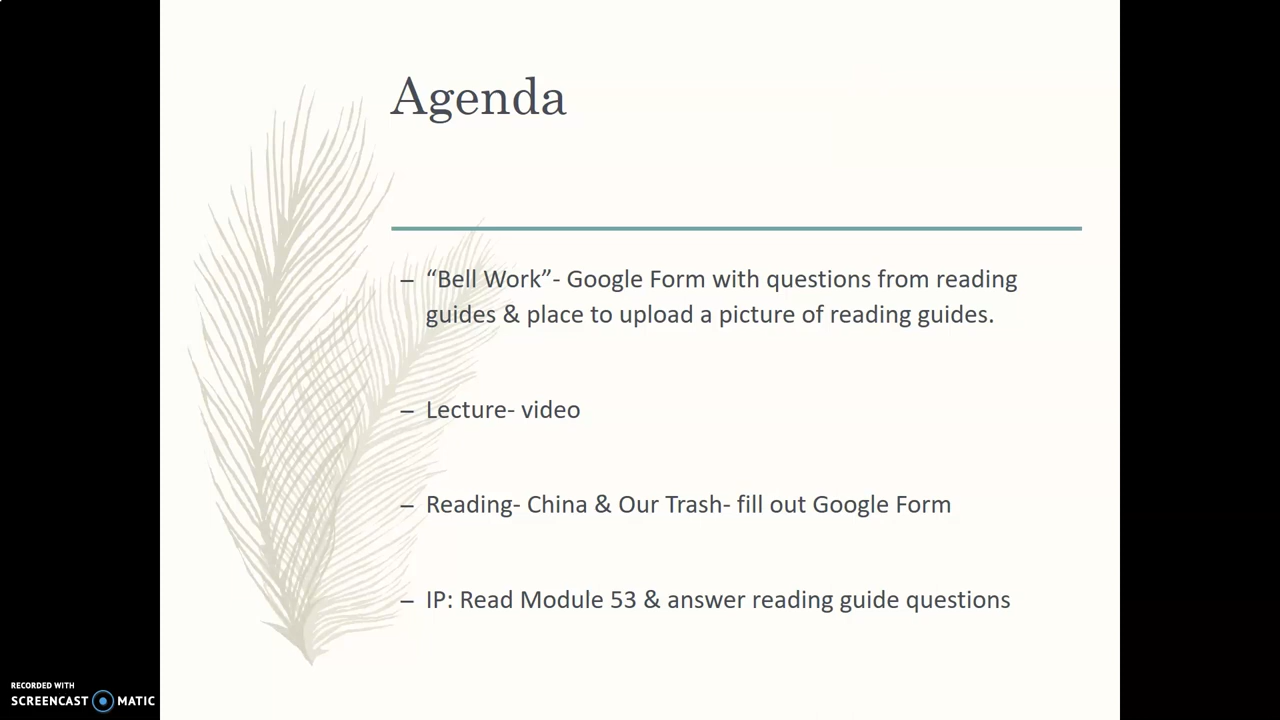 Agenda
– “Bell Work”- Google Form with questions from reading
guides & place to upload a picture of reading guides.
– Lecture- video
– Reading- China & Our Trash- fill out Google Form
– IP: Read Module 53 & answer reading guide questions
RECORDED WITH
SCREENCAST MATIC